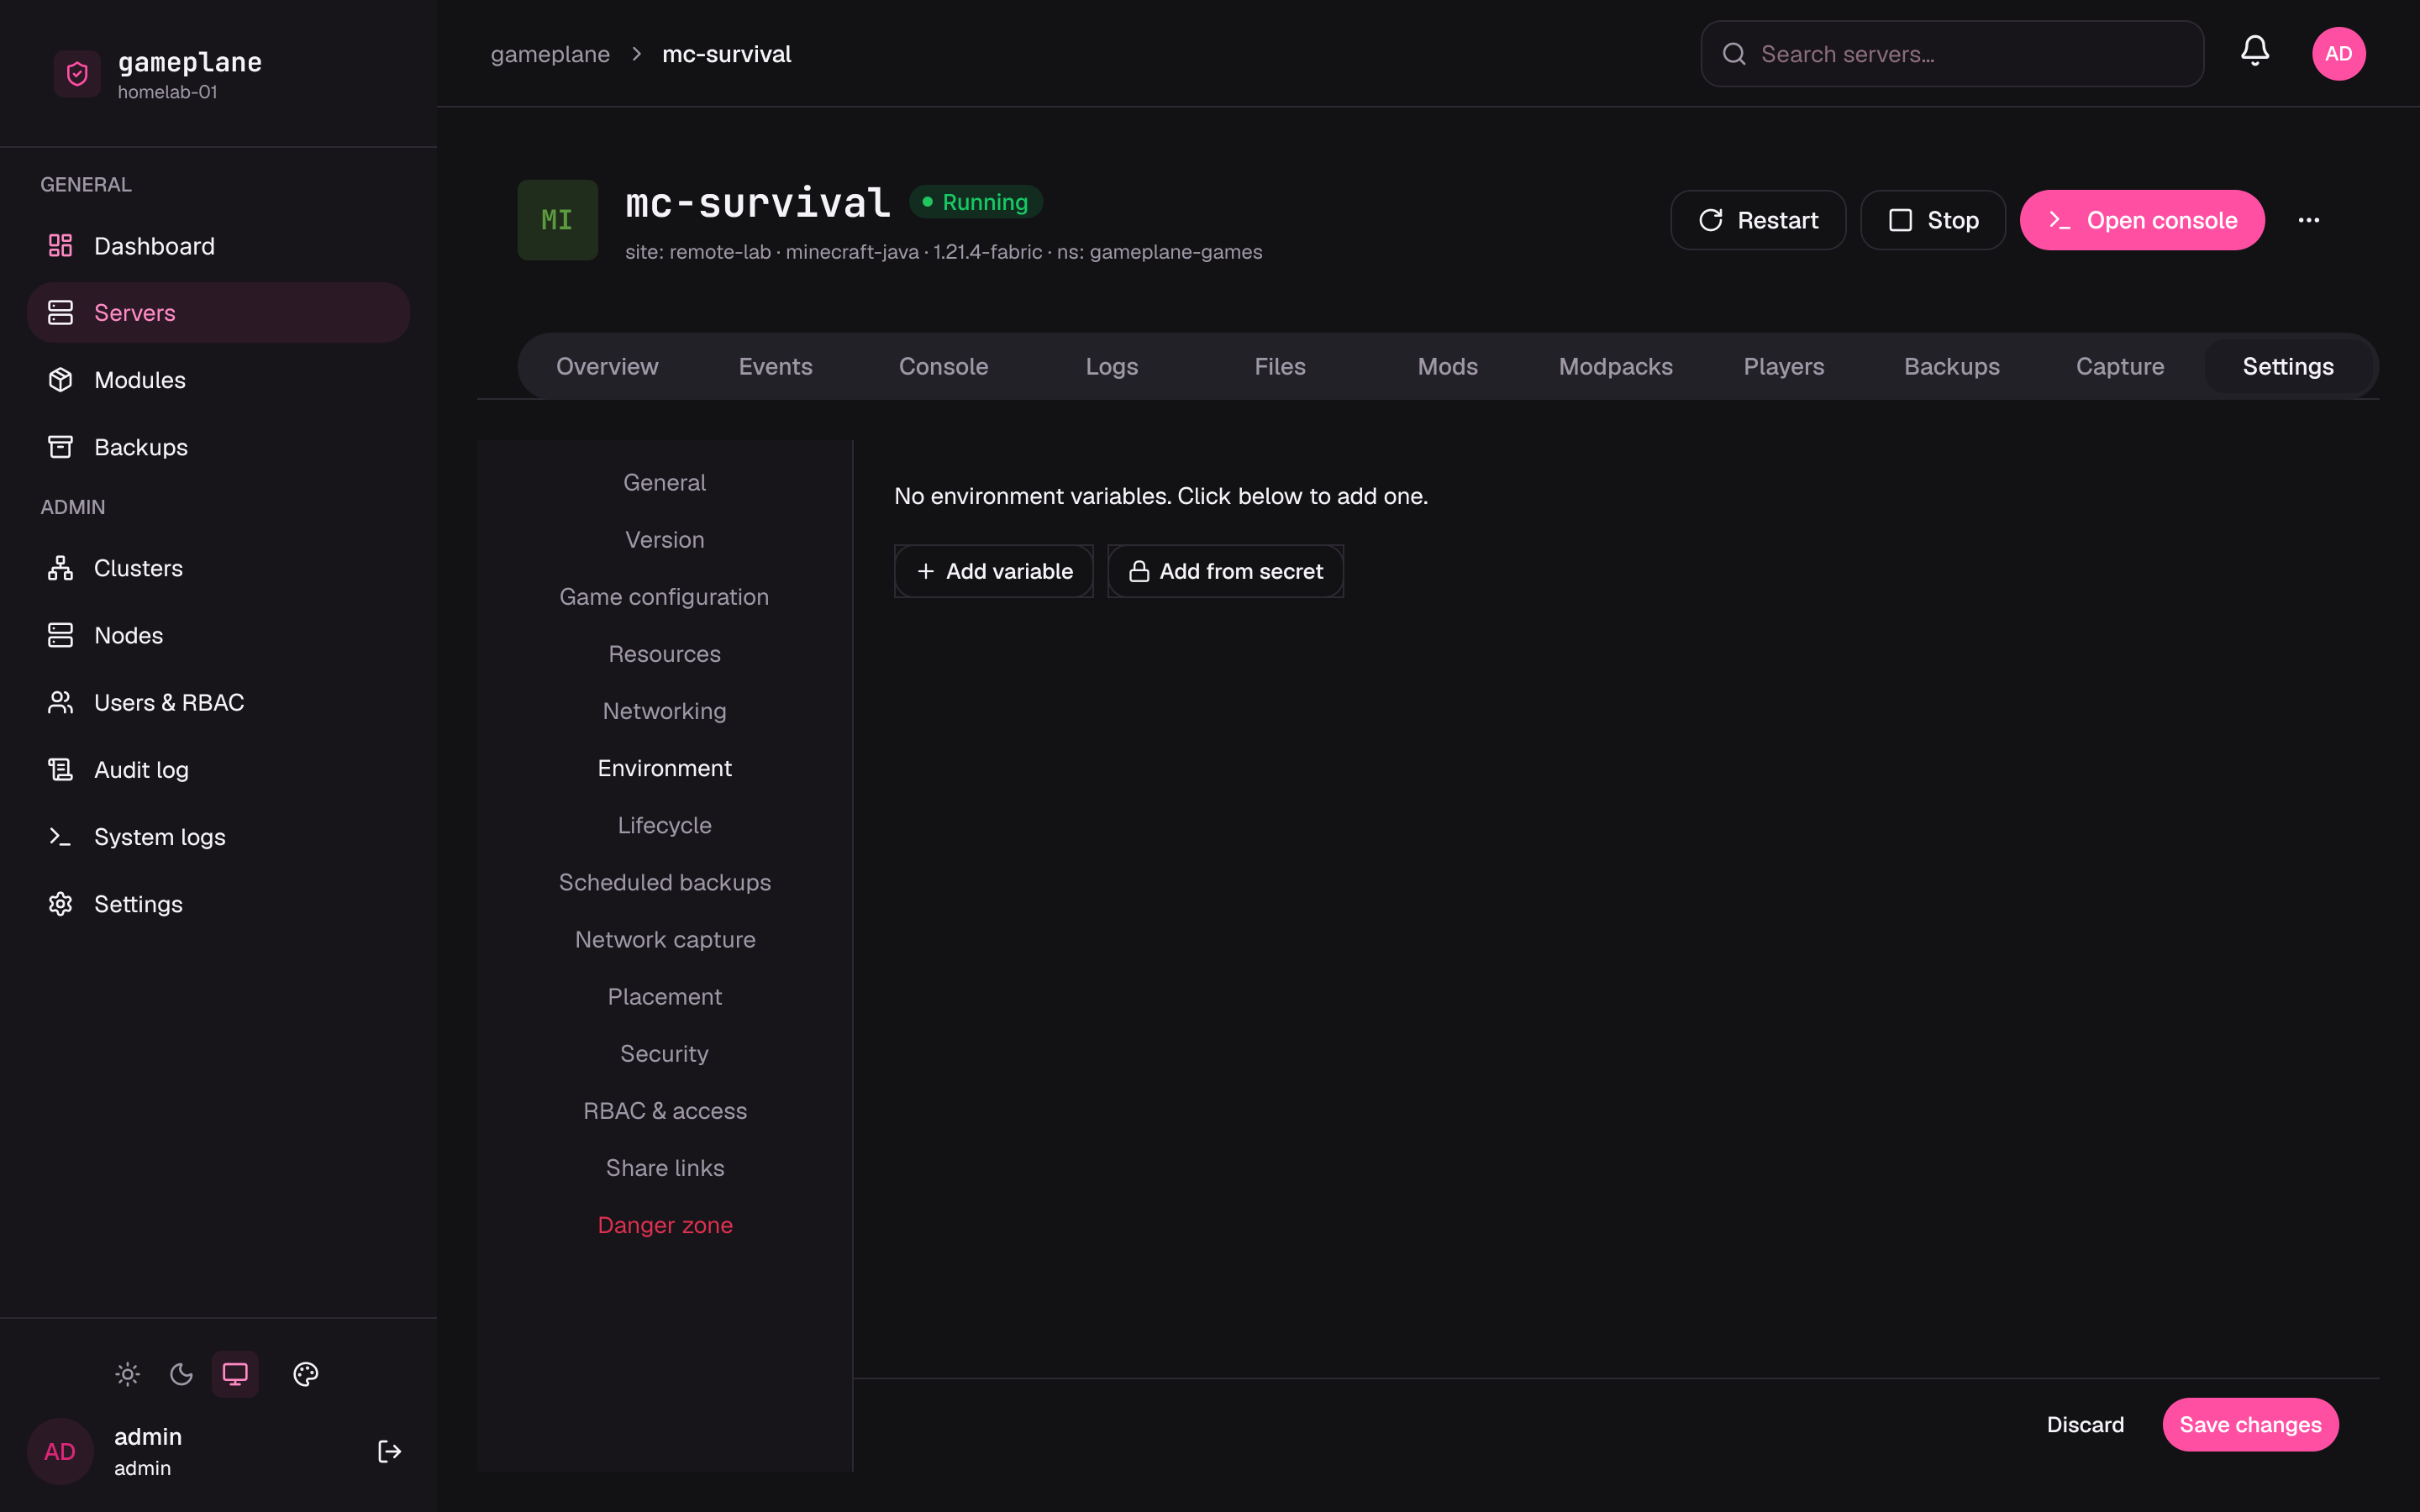 gameplane
homelab-01
GENERAL
Dashboard
Servers
Modules
Backups
ADMIN
Clusters
Nodes
Users & RBAC
Audit log
System logs
Settings
AD
admin
admin
gameplane > mc-survival
Search servers...
AD
MI
mc-survival
Running
site: remote-lab · minecraft-java · 1.21.4-fabric · ns: gameplane-games
Restart
Stop
Open console
Overview
Events
Console
Logs
Files
Mods
Modpacks
Players
Backups
Capture
Settings
General
Version
Game configuration
Resources
Networking
Environment
Lifecycle
Scheduled backups
Network capture
Placement
Security
RBAC & access
Share links
Danger zone
No environment variables. Click below to add one.
Add variable
Add from secret
Discard
Save changes